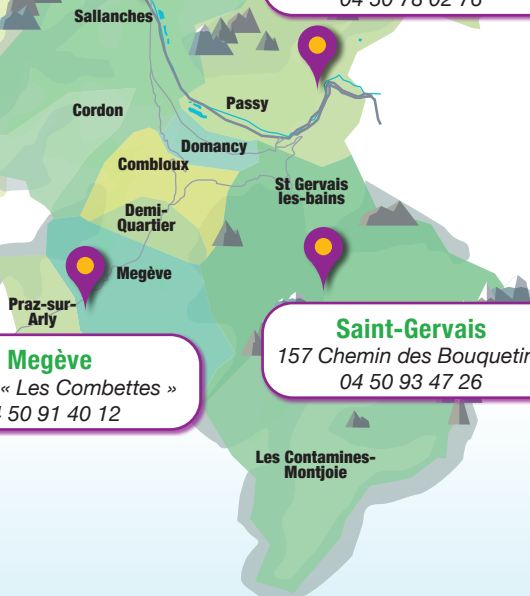 04 50 78 02 76
Sallanches
Passy
Cordon
Domancy
Combloux
St Gervais
les-bains
Demi-
Quartier
Megève
Praz-sur-
Arly
Saint-Gervais
157 Chemin des Bouquetin
04 50 93 47 26
Megève
« Les Combettes »
50 91 40 12
Les Contamines-
Montjoie